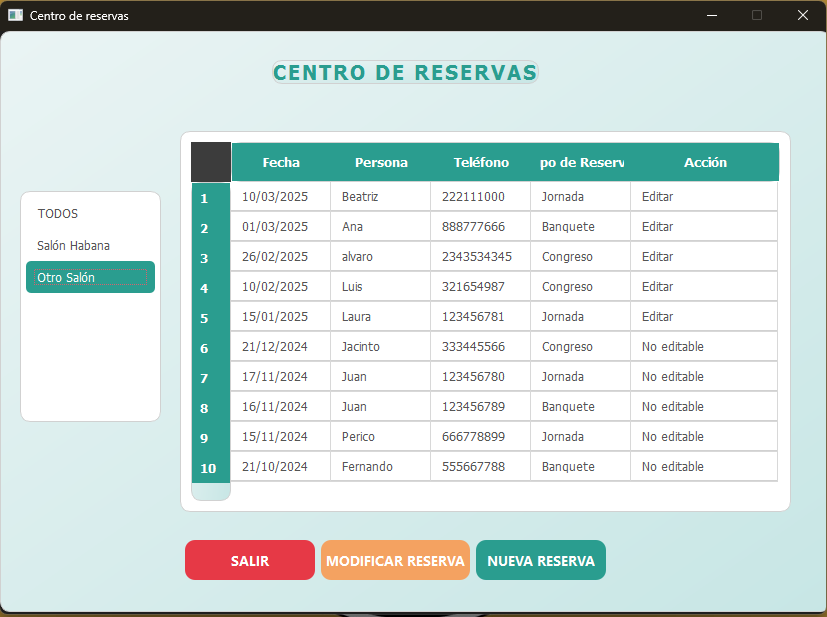 Centro de reservas
CENTRO DE RESERVAS
TODOS
Salón Habana
Otro Salón
Fecha Persona Teléfono po de Reserv Acción
1 10/03/2025 Beatriz 222111000 Jornada Editar
2 01/03/2025 Ana 888777666 Banquete Editar
3 26/02/2025 alvaro 2343534345 Congreso Editar
4 10/02/2025 Luis 321654987 Congreso Editar
5 15/01/2025 Laura 123456781 Jornada Editar
6 21/12/2024 Jacinto 333445566 Congreso No editable
7 17/11/2024 Juan 123456780 Jornada No editable
8 16/11/2024 Juan 123456789 Banquete No editable
9 15/11/2024 Perico 666778899 Jornada No editable
10 21/10/2024 Fernando 555667788 Banquete No editable
SALIR MODIFICAR RESERVA NUEVA RESERVA